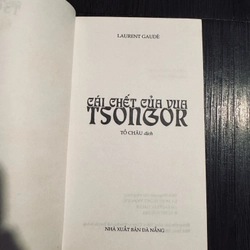 LAURENT GAUDÉ
CÁI CHẾT CỦA VUA
TSONGOR
TỐ CHÂU dịch
NHÀ XUẤT BẢN ĐÀ NẴNG